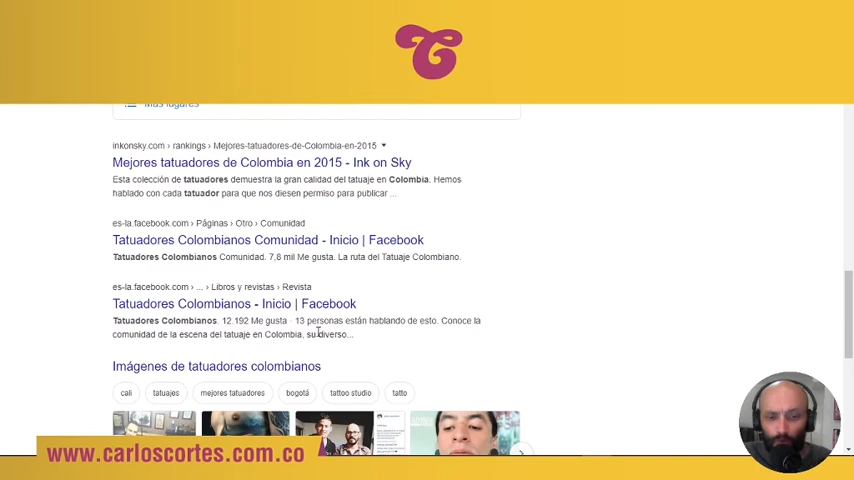 Más lugares
inkonsky.com › rankings › Mejores-tatuadores-de-Colombia-en-2015
Mejores tatuadores de Colombia en 2015 - Ink on Sky
Esta colección de tatuadores demuestra la gran calidad del tatuaje en Colombia. Hemos
hablado con cada tatuador para que nos diesen permiso para publicar ...
es-la.facebook.com › Páginas › Otro › Comunidad
Tatuadores Colombianos Comunidad - Inicio | Facebook
Tatuadores Colombianos Comunidad. 7,8 mil Me gusta. La ruta del Tatuaje Colombiano.
es-la.facebook.com › ... › Libros y revistas › Revista
Tatuadores Colombianos - Inicio | Facebook
Tatuadores Colombianos. 12.192 Me gusta · 13 personas están hablando de esto. Conoce la
comunidad de la escena del tatuaje en Colombia, su diverso...
Imágenes de tatuadores colombianos
cali tatuajes mejores tatuadores bogotá tattoo studio tatto
www.carloscortes.com.co